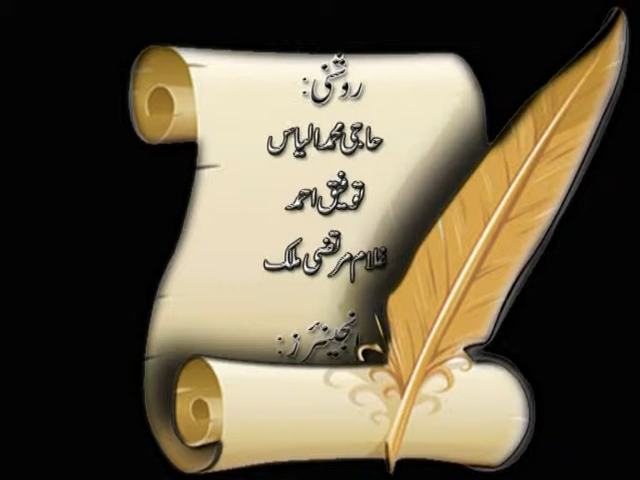 روشنی:
حاجی محمد الیاس
توفیق احمد
غلام مرتضیٰ ملک
انجینئرز: